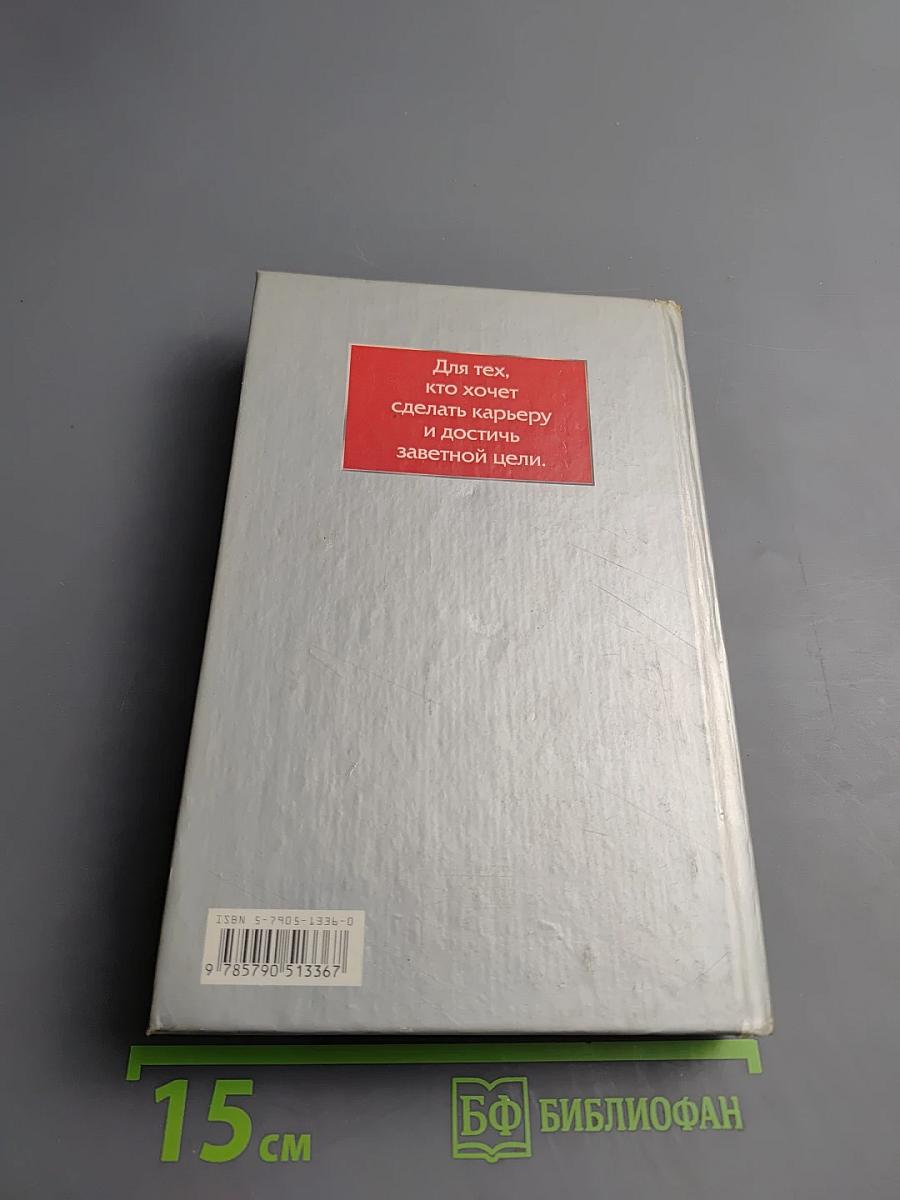 Для тех,
кто хочет
сделать карьеру
и достичь
заветной цели.
ISBN 5-7905-1336-0
9 785790 513367
15 см
БФ БИБЛИОФАН